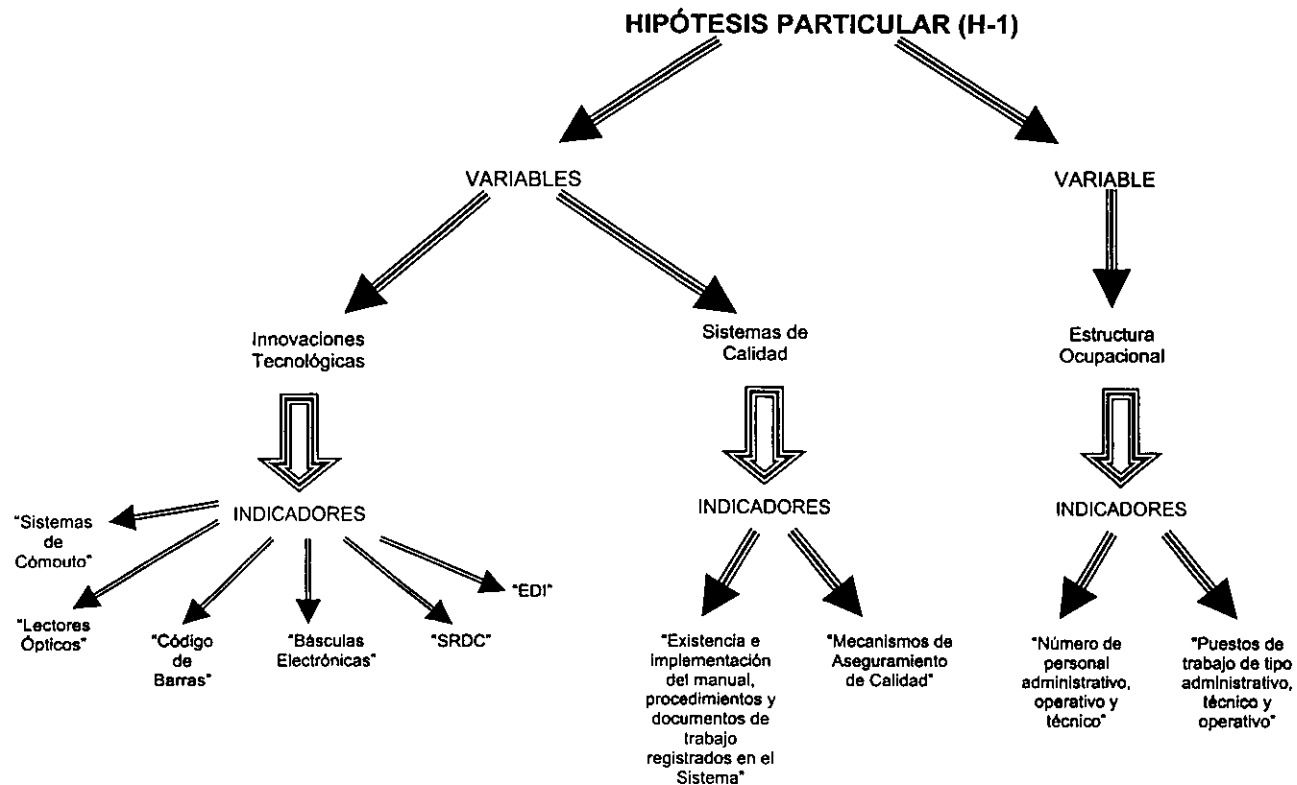 HIPÓTESIS PARTICULAR (H-1)
VARIABLES
VARIABLE
Innovaciones
Tecnológicas
Sistemas de
Calidad
Estructura
Ocupacional
INDICADORES
INDICADORES
INDICADORES
"Sistemas
de
Cómouto"
"Lectores
Ópticos"
"Código
de
Barras"
"Básculas
Electrónicas"
"SRDC"
"EDI"
"Existencia e
implementación
del manual,
procedimientos y
documentos de
trabajo
registrados en el
Sistema"
"Mecanismos de
Aseguramiento
de Calidad"
"Número de
personal
administrativo,
operativo y
técnico"
"Puestos de
trabajo de tipo
administrativo,
técnico y
operativo"